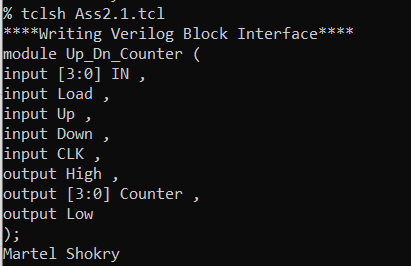 % tclsh Ass2.1.tcl
****Writing Verilog Block Interface****
module Up_Dn_Counter (
input [3:0] IN ,
input Load ,
input Up ,
input Down ,
input CLK ,
output High ,
output [3:0] Counter ,
output Low
);
Martel Shokry